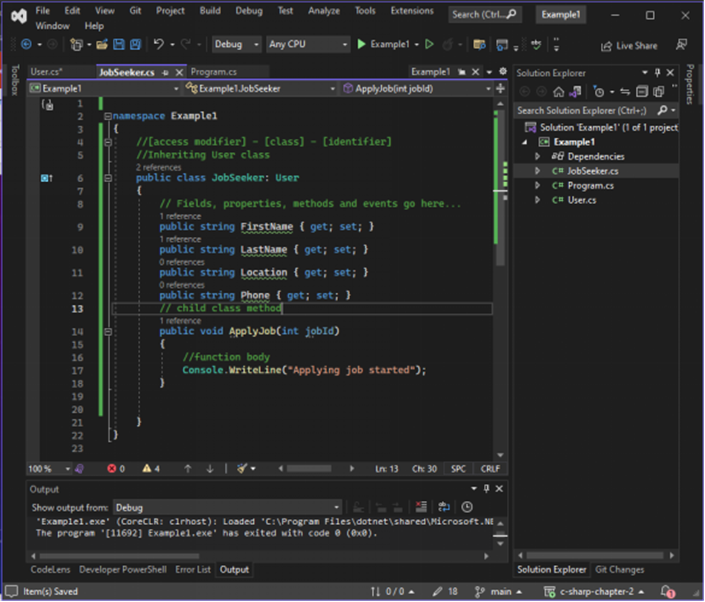 File Edit View Git Project Build Debug Test Analyze Tools Extensions Search (Ctrl... Example1
Window Help
Debug Any CPU Example1 Live Share
Toolbox
User.cs* JobSeeker.cs Program.cs Example1
Example1 Example1.JobSeeker ApplyJob(int jobId)
1
2 namespace Example1
3 {
4 //[access modifier] - [class] - [identifier]
5 //Inheriting User class
2 references
6 public class JobSeeker: User
7 {
8 // Fields, properties, methods and events go here...
1 reference
9 public string FirstName { get; set; }
1 reference
10 public string LastName { get; set; }
0 references
11 public string Location { get; set; }
0 references
12 public string Phone { get; set; }
13 // child class method
1 reference
14 public void ApplyJob(int jobId)
15 {
16 //function body
17 Console.WriteLine("Applying job started");
18 }
19
20
21 }
22 }
23
100 % 0 4 Ln: 13 Ch: 30 SPC CRLF
Output
Show output from: Debug
'Example1.exe' (CoreCLR: clrhost): Loaded 'C:\Program Files\dotnet\shared\Microsoft.NE
The program '[11692] Example1.exe' has exited with code 0 (0x0).
CodeLens Developer PowerShell Error List Output
Solution Explorer
Search Solution Explorer (Ctrl+;)
Solution 'Example1' (1 of 1 project
Example1
Dependencies
C# JobSeeker.cs
C# Program.cs
C# User.cs
Solution Explorer Git Changes
Properties
Item(s) Saved 0 / 0 18 main c-sharp-chapter-2